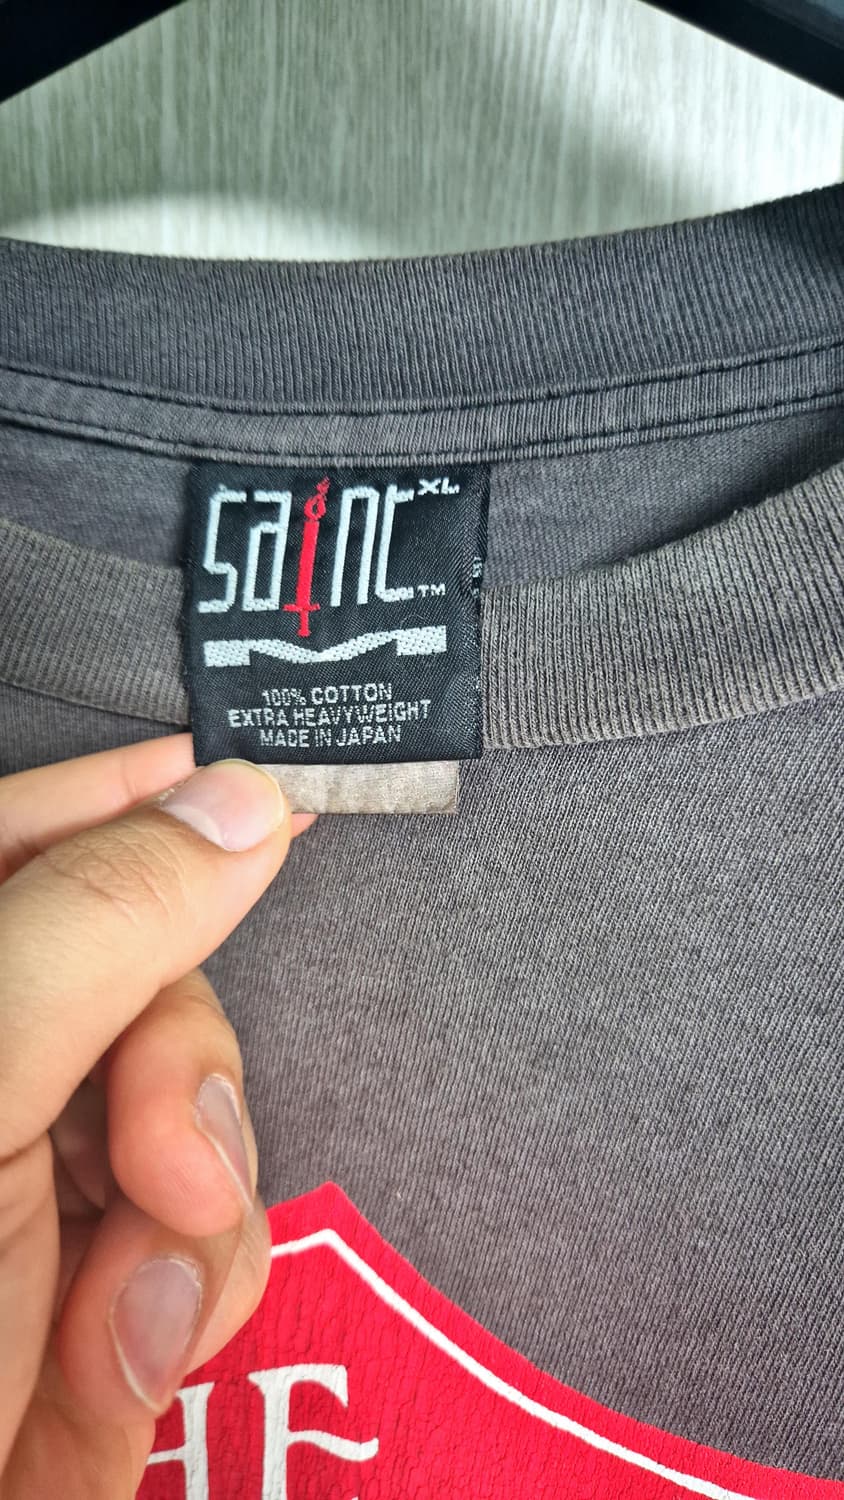 saint XL
™
100% COTTON
EXTRA HEAVYWEIGHT
MADE IN JAPAN
HE